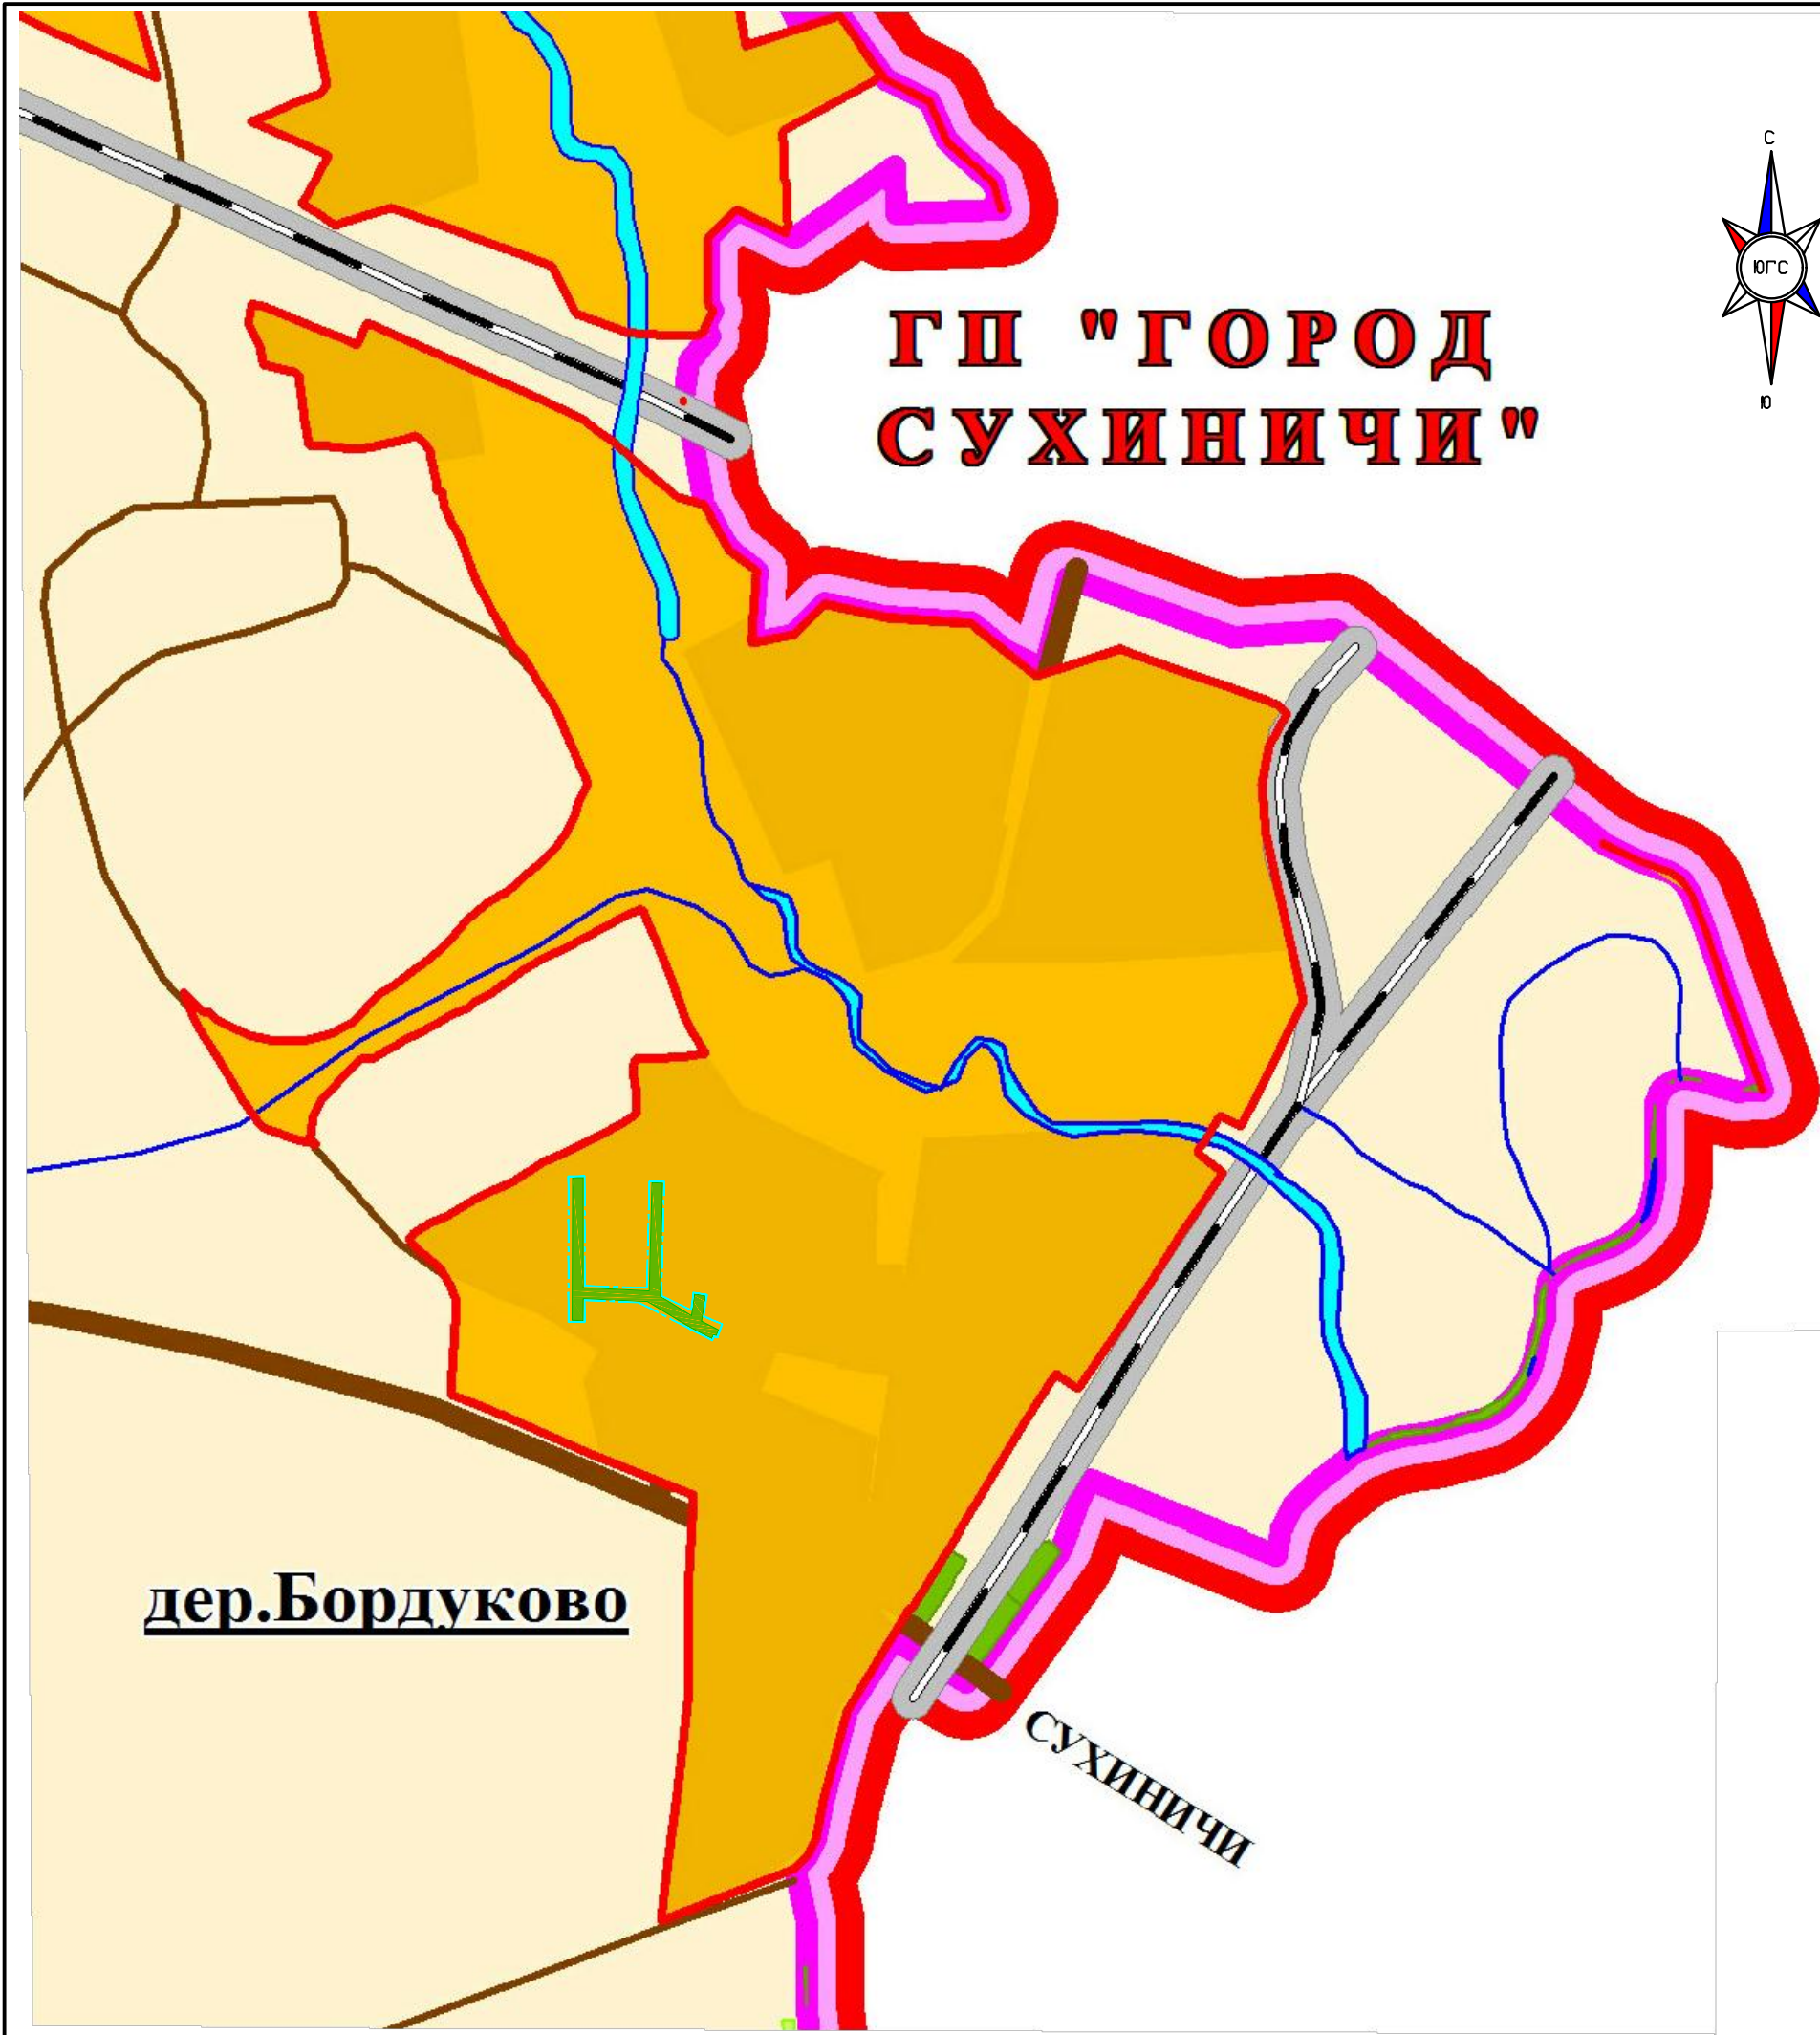 С
ЮГС
Ю
ГП "ГОРОД
СУХИНИЧИ"
дер.Бордуково
СУХИНИЧИ